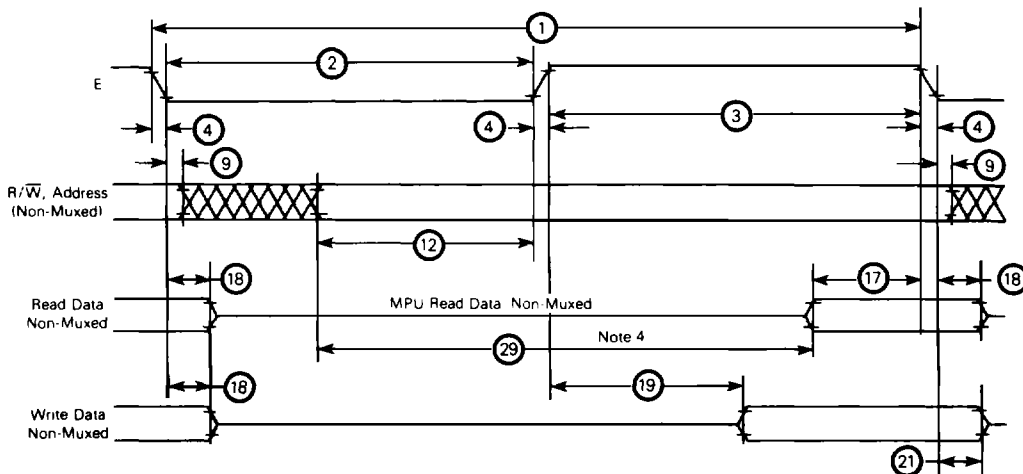 1
2
E
3
4
4
4
9
9
R/W̅, Address
(Non-Muxed)
12
18
17
18
Read Data
Non-Muxed
MPU Read Data Non-Muxed
Note 4
29
18
19
Write Data
Non-Muxed
21